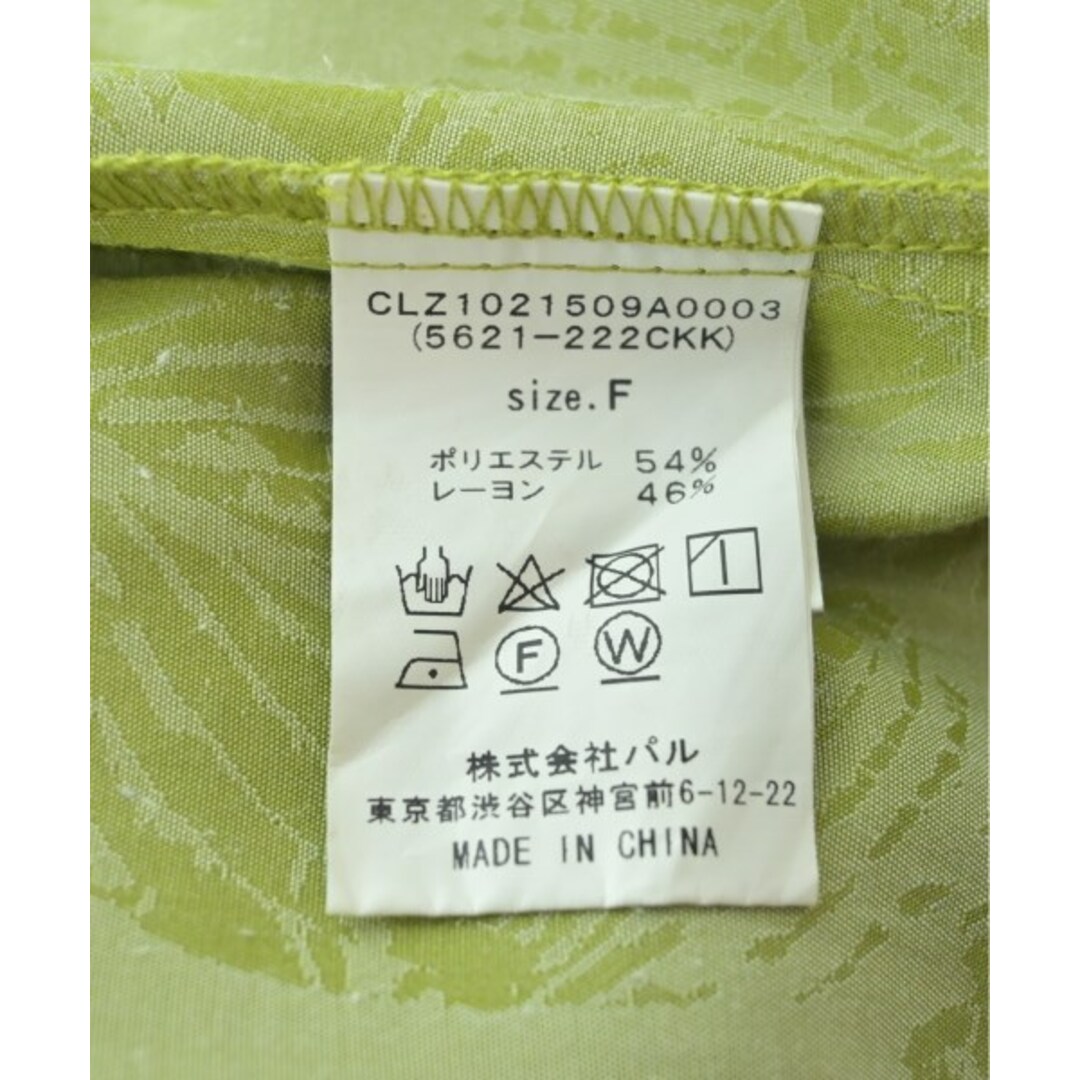 CLZ1021509A0003
(5621-222CKK)
size.F
ポリエステル 54%
レーヨン 46%
F W
株式会社パル
東京都渋谷区神宮前6-12-22
MADE IN CHINA